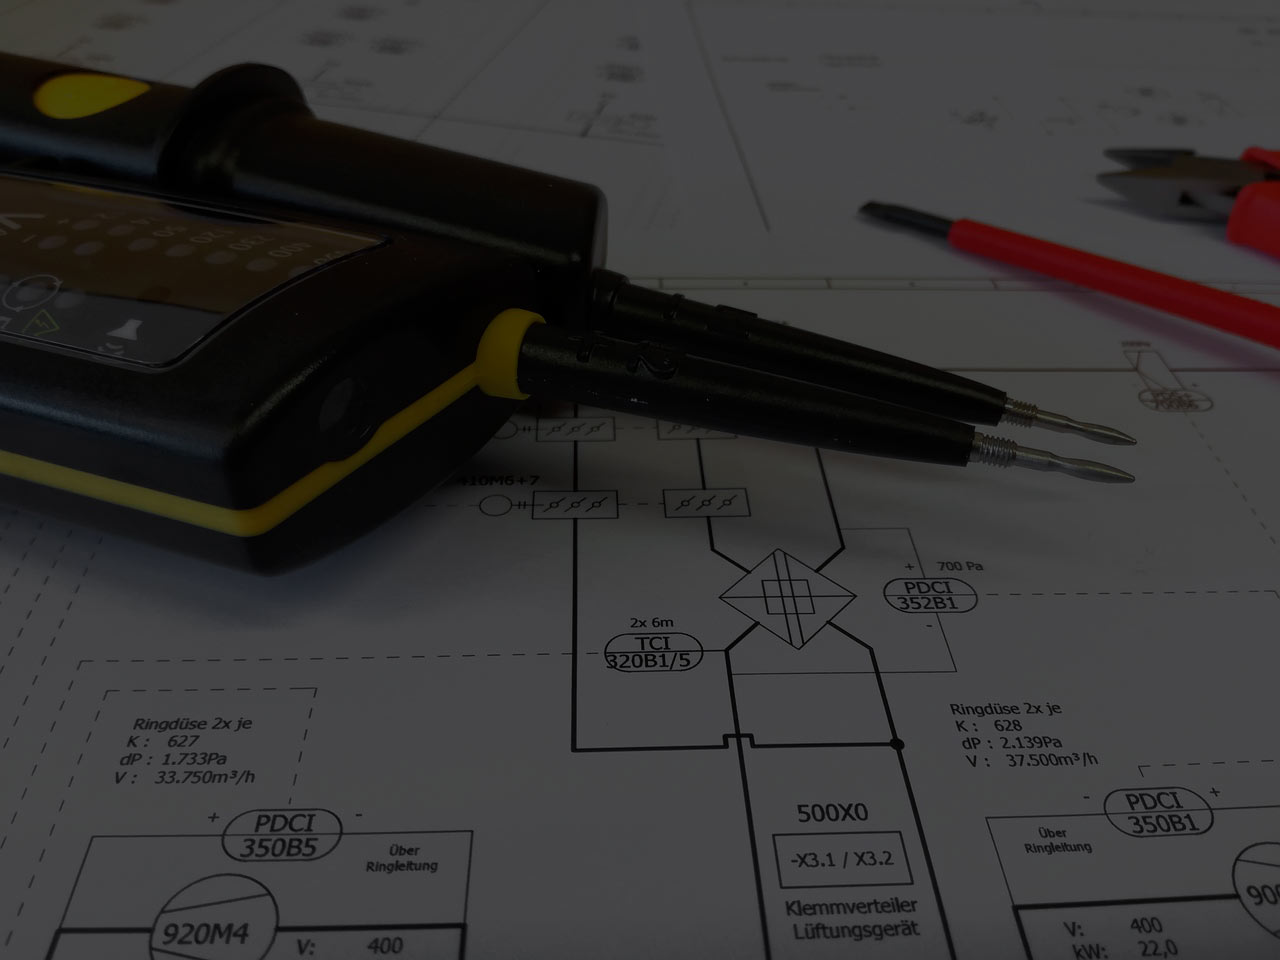 + 2
410M6+7
+ 700 Pa
PDCI
352B1
-
2x 6m
TCI
320B1/5
Ringdüse 2x je
K : 627
dP : 1.733Pa
V : 33.750m³/h
Ringdüse 2x je
K : 628
dP : 2.139Pa
V : 37.500m³/h
+ PDCI -
350B5
Über
Ringleitung
500X0
-X3.1 / X3.2
Klemmverteiler
Lüftungsgerät
- PDCI +
350B1
Über
Ringleitung
920M4
V: 400
V: 400
kW: 22,0